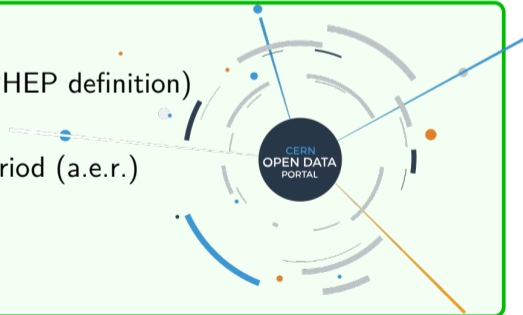 HEP definition)
CERN
OPEN DATA
riod (a.e.r.)
PORTAL